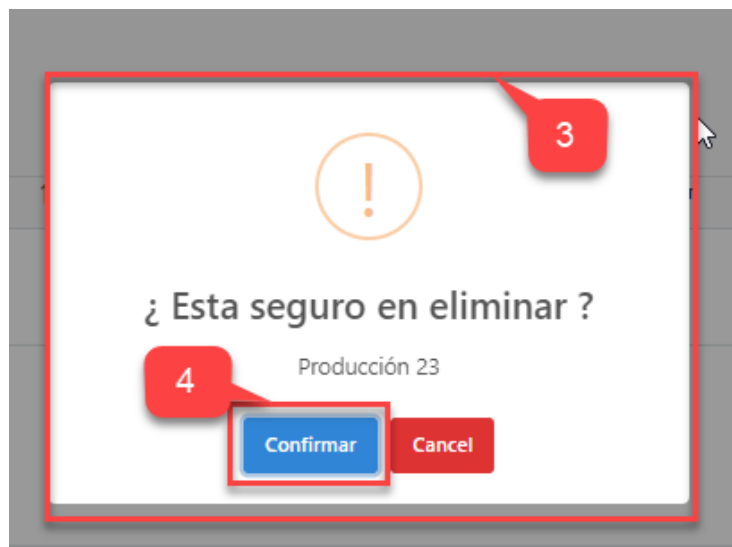 3
!
¿ Esta seguro en eliminar ?
Producción 23
4
Confirmar
Cancel